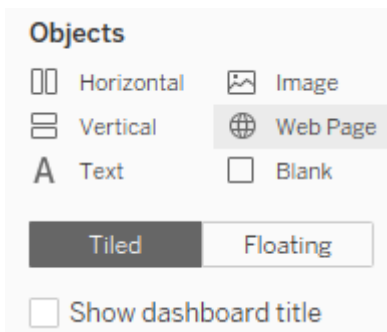 Objects
Horizontal Image
Vertical Web Page
A Text Blank
Tiled Floating
Show dashboard title